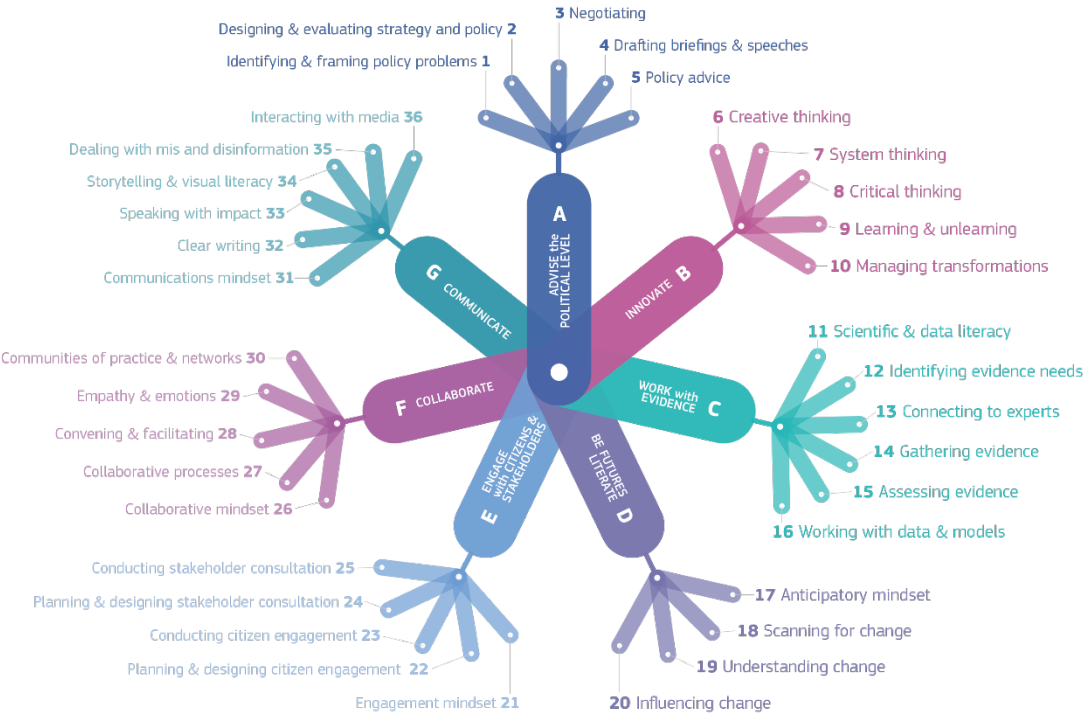 3 Negotiating
Designing & evaluating strategy and policy 2
4 Drafting briefings & speeches
Identifying & framing policy problems 1
5 Policy advice
A
ADVISE the
POLITICAL LEVEL
6 Creative thinking
7 System thinking
8 Critical thinking
9 Learning & unlearning
10 Managing transformations
B
INNOVATE
11 Scientific & data literacy
12 Identifying evidence needs
13 Connecting to experts
14 Gathering evidence
15 Assessing evidence
16 Working with data & models
WORK with
EVIDENCE
C
17 Anticipatory mindset
18 Scanning for change
19 Understanding change
20 Influencing change
BE FUTURES
LITERATE
D
Conducting stakeholder consultation 25
Planning & designing stakeholder consultation 24
Conducting citizen engagement 23
Planning & designing citizen engagement 22
Engagement mindset 21
ENGAGE
with CITIZENS &
STAKEHOLDERS
E
Communities of practice & networks 30
Empathy & emotions 29
Convening & facilitating 28
Collaborative processes 27
Collaborative mindset 26
F
COLLABORATE
Interacting with media 36
Dealing with mis and disinformation 35
Storytelling & visual literacy 34
Speaking with impact 33
Clear writing 32
Communications mindset 31
G
COMMUNICATE